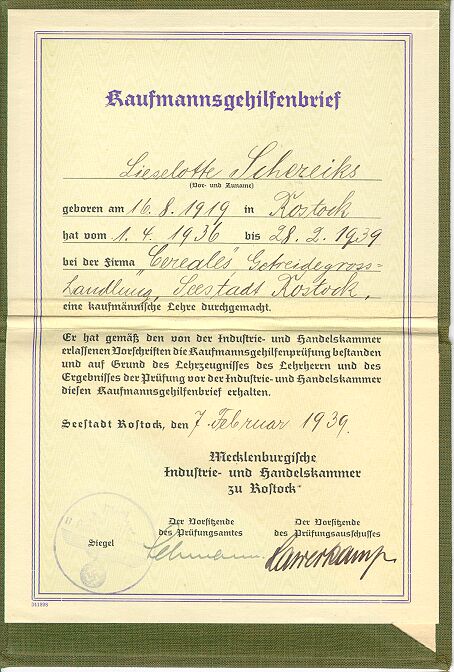 Kaufmannsgehilfenbrief
Lieselotte Schereiks
(Vor- und Zuname)
geboren am 16. 8. 1919 in Rostock
hat vom 1. 4. 1936 bis 28. 2. 1939
bei der Firma "Cereales" Getreidegross=
handlung, Seestadt Rostock,
eine kaufmännische Lehre durchgemacht.
Er hat gemäß den von der Industrie- und Handelskammer
erlassenen Vorschriften die Kaufmannsgehilfenprüfung bestanden
und auf Grund des Lehrzeugnisses des Lehrherrn und des
Ergebnisses der Prüfung vor der Industrie- und Handelskammer
diesen Kaufmannsgehilfenbrief erhalten.
Seestadt Rostock, den 7. Februar 1939.
Mecklenburgische
Industrie- und Handelskammer
zu Rostock
Siegel
Der Vorsitzende
des Prüfungsamtes
Lehmann.
Der Vorsitzende
des Prüfungsausschusses
Hawerkamp